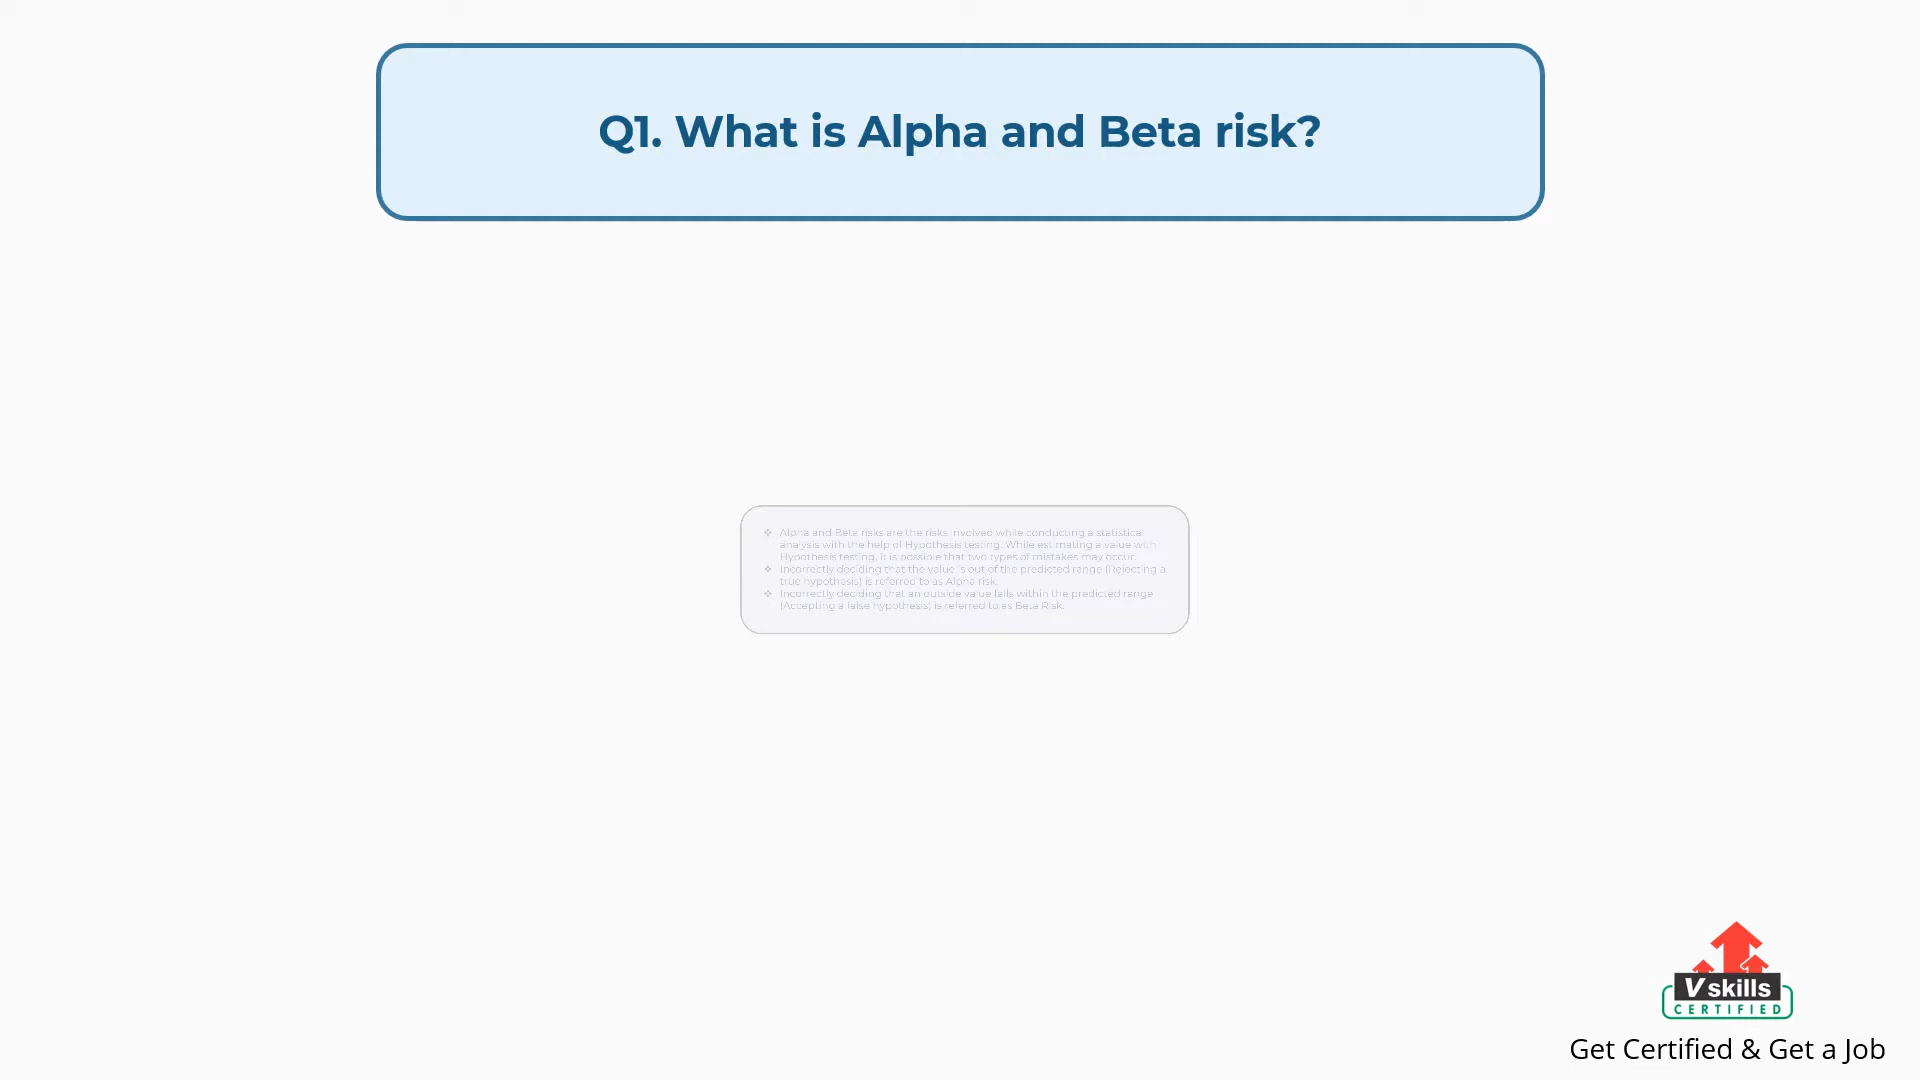 Q1. What is Alpha and Beta risk?
❖ Alpha and Beta risks are the risks involved while conducting a statistical
analysis with the help of Hypothesis testing. While estimating a value with
Hypothesis testing, it is possible that two types of mistakes may occur.
❖ Incorrectly deciding that the value is out of the predicted range (Rejecting a
true hypothesis) is referred to as Alpha risk.
❖ Incorrectly deciding that an outside value falls within the predicted range
(Accepting a false hypothesis) is referred to as Beta Risk.
Vskills
CERTIFIED
Get Certified & Get a Job